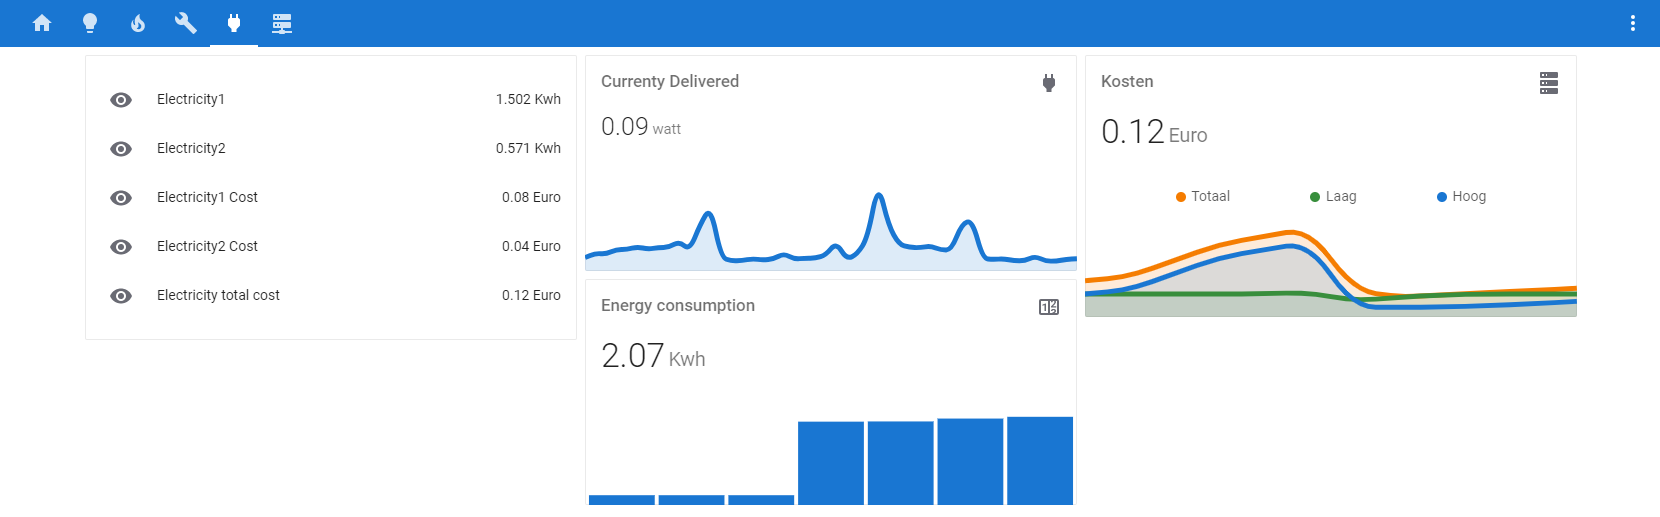 Electricity1 1.502 Kwh
Electricity2 0.571 Kwh
Electricity1 Cost 0.08 Euro
Electricity2 Cost 0.04 Euro
Electricity total cost 0.12 Euro
Currenty Delivered
0.09 watt
Energy consumption
2.07 Kwh
Kosten
0.12 Euro
Totaal Laag Hoog